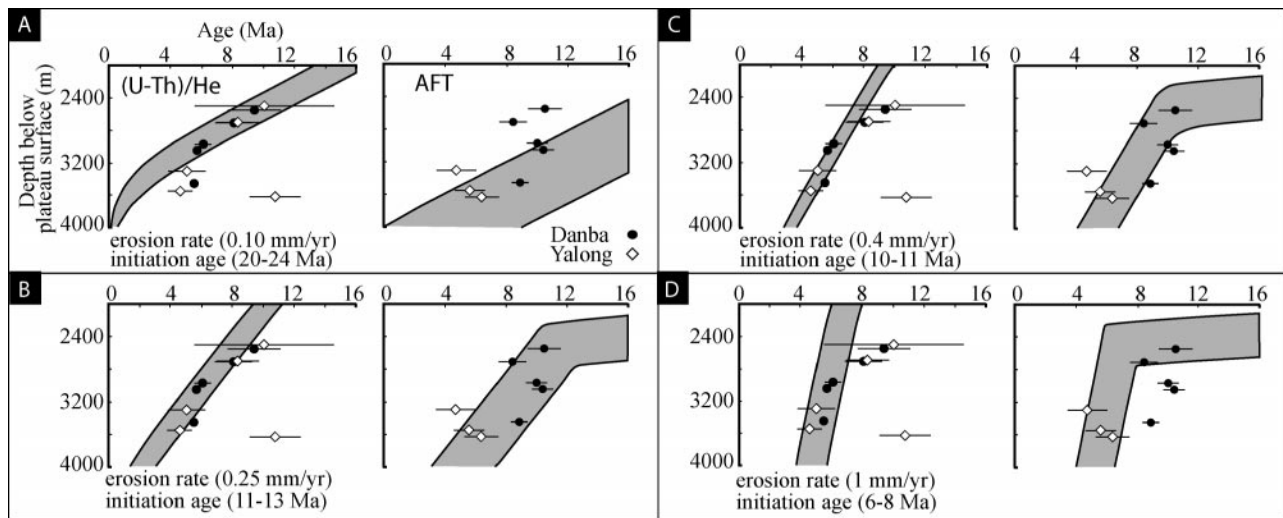 A
Age (Ma)
0 4 8 12 16
0 4 8 12 16
(U-Th)/He
AFT
Depth below
plateau surface (m)
2400
3200
4000
erosion rate (0.10 mm/yr)
initiation age (20-24 Ma)
Danba
Yalong
B
0 4 8 12 16
0 4 8 12 16
2400
3200
4000
erosion rate (0.25 mm/yr)
initiation age (11-13 Ma)
C
0 4 8 12 16
0 4 8 12 16
2400
3200
4000
erosion rate (0.4 mm/yr)
initiation age (10-11 Ma)
D
0 4 8 12 16
0 4 8 12 16
2400
3200
4000
erosion rate (1 mm/yr)
initiation age (6-8 Ma)